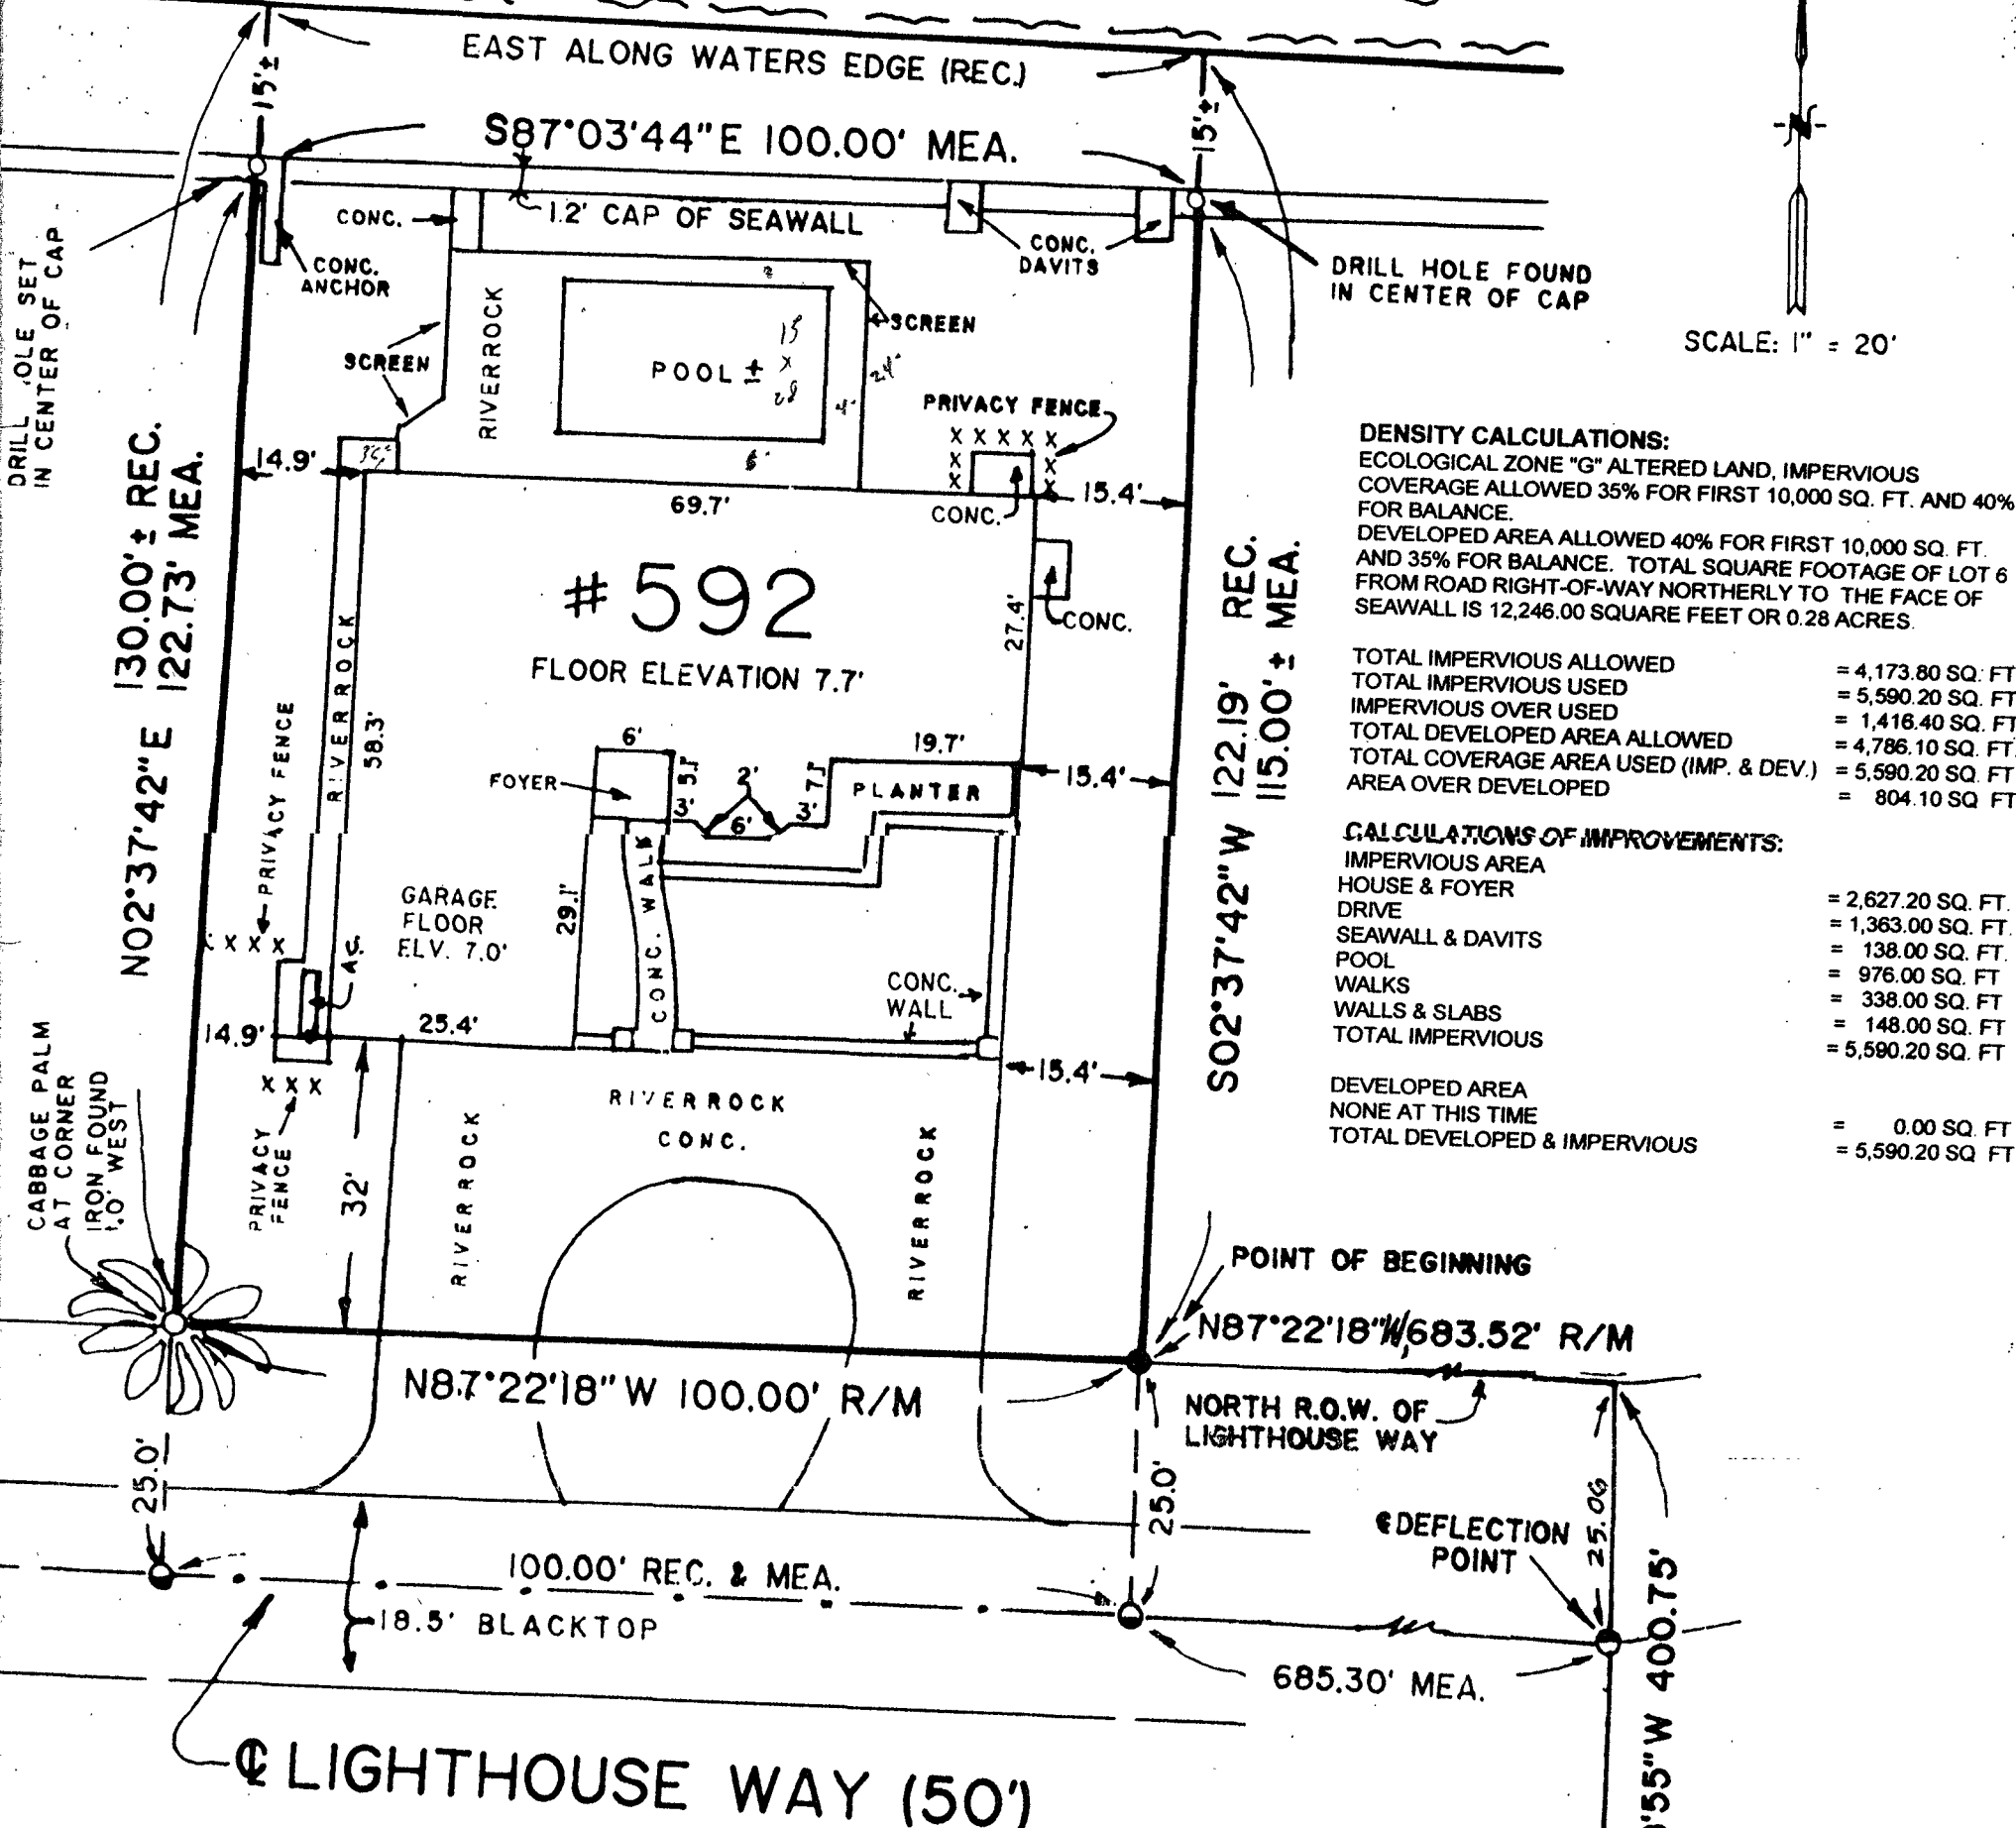 EAST ALONG WATERS EDGE (REC.)
15'±
15'±
S87°03'44"E 100.00' MEA.
CONC.
1.2' CAP OF SEAWALL
CONC.
DAVITS
CONC.
ANCHOR
DRILL HOLE FOUND
IN CENTER OF CAP
DRILL OLE SET
IN CENTER OF CAP
SCREEN
SCREEN
RIVERROCK
POOL ±
15
x
28
24'
4'
6'
SCALE: 1" = 20'
PRIVACY FENCE
X X X X X
X X
X X
X X
14.9'
69.7'
CONC.
15.4'
130.00'± REC.
N02°37'42"E 122.73' MEA.
#592
FLOOR ELEVATION 7.7'
27.4'
CONC.
S02°37'42"W 122.19' REC.
115.00'± MEA.
RIVERROCK
58.3'
PRIVACY FENCE
6'
FOYER
5.1'
3'
2'
6'
3'
7.1'
19.7'
PLANTER
15.4'
GARAGE
FLOOR
ELV. 7.0'
29.1'
CONC. WALK
X X X X
A.C.
CONC.
WALL
14.9'
25.4'
15.4'
X X X
PRIVACY
FENCE
32'
RIVERROCK
CONC.
RIVERROCK
RIVERROCK
CABBAGE PALM
AT CORNER
IRON FOUND
1.0' WEST
DENSITY CALCULATIONS:
ECOLOGICAL ZONE "G" ALTERED LAND, IMPERVIOUS
COVERAGE ALLOWED 35% FOR FIRST 10,000 SQ. FT. AND 40%
FOR BALANCE.
DEVELOPED AREA ALLOWED 40% FOR FIRST 10,000 SQ. FT.
AND 35% FOR BALANCE. TOTAL SQUARE FOOTAGE OF LOT 6
FROM ROAD RIGHT-OF-WAY NORTHERLY TO THE FACE OF
SEAWALL IS 12,246.00 SQUARE FEET OR 0.28 ACRES.
TOTAL IMPERVIOUS ALLOWED = 4,173.80 SQ. FT
TOTAL IMPERVIOUS USED = 5,590.20 SQ. FT
IMPERVIOUS OVER USED = 1,416.40 SQ. FT
TOTAL DEVELOPED AREA ALLOWED = 4,786.10 SQ. FT.
TOTAL COVERAGE AREA USED (IMP. & DEV.) = 5,590.20 SQ. FT
AREA OVER DEVELOPED = 804.10 SQ FT
CALCULATIONS OF IMPROVEMENTS:
IMPERVIOUS AREA
HOUSE & FOYER = 2,627.20 SQ. FT.
DRIVE = 1,363.00 SQ. FT.
SEAWALL & DAVITS = 138.00 SQ. FT.
POOL = 976.00 SQ. FT
WALKS = 338.00 SQ. FT
WALLS & SLABS = 148.00 SQ. FT
TOTAL IMPERVIOUS = 5,590.20 SQ. FT
DEVELOPED AREA
NONE AT THIS TIME = 0.00 SQ. FT
TOTAL DEVELOPED & IMPERVIOUS = 5,590.20 SQ FT
POINT OF BEGINNING
N87°22'18"W, 683.52' R/M
N87°22'18"W 100.00' R/M
NORTH R.O.W. OF
LIGHTHOUSE WAY
25.0'
25.0'
25.06
℄ DEFLECTION
POINT
100.00' REC. & MEA.
18.5' BLACKTOP
685.30' MEA.
'55"W 400.75'
℄ LIGHTHOUSE WAY (50')